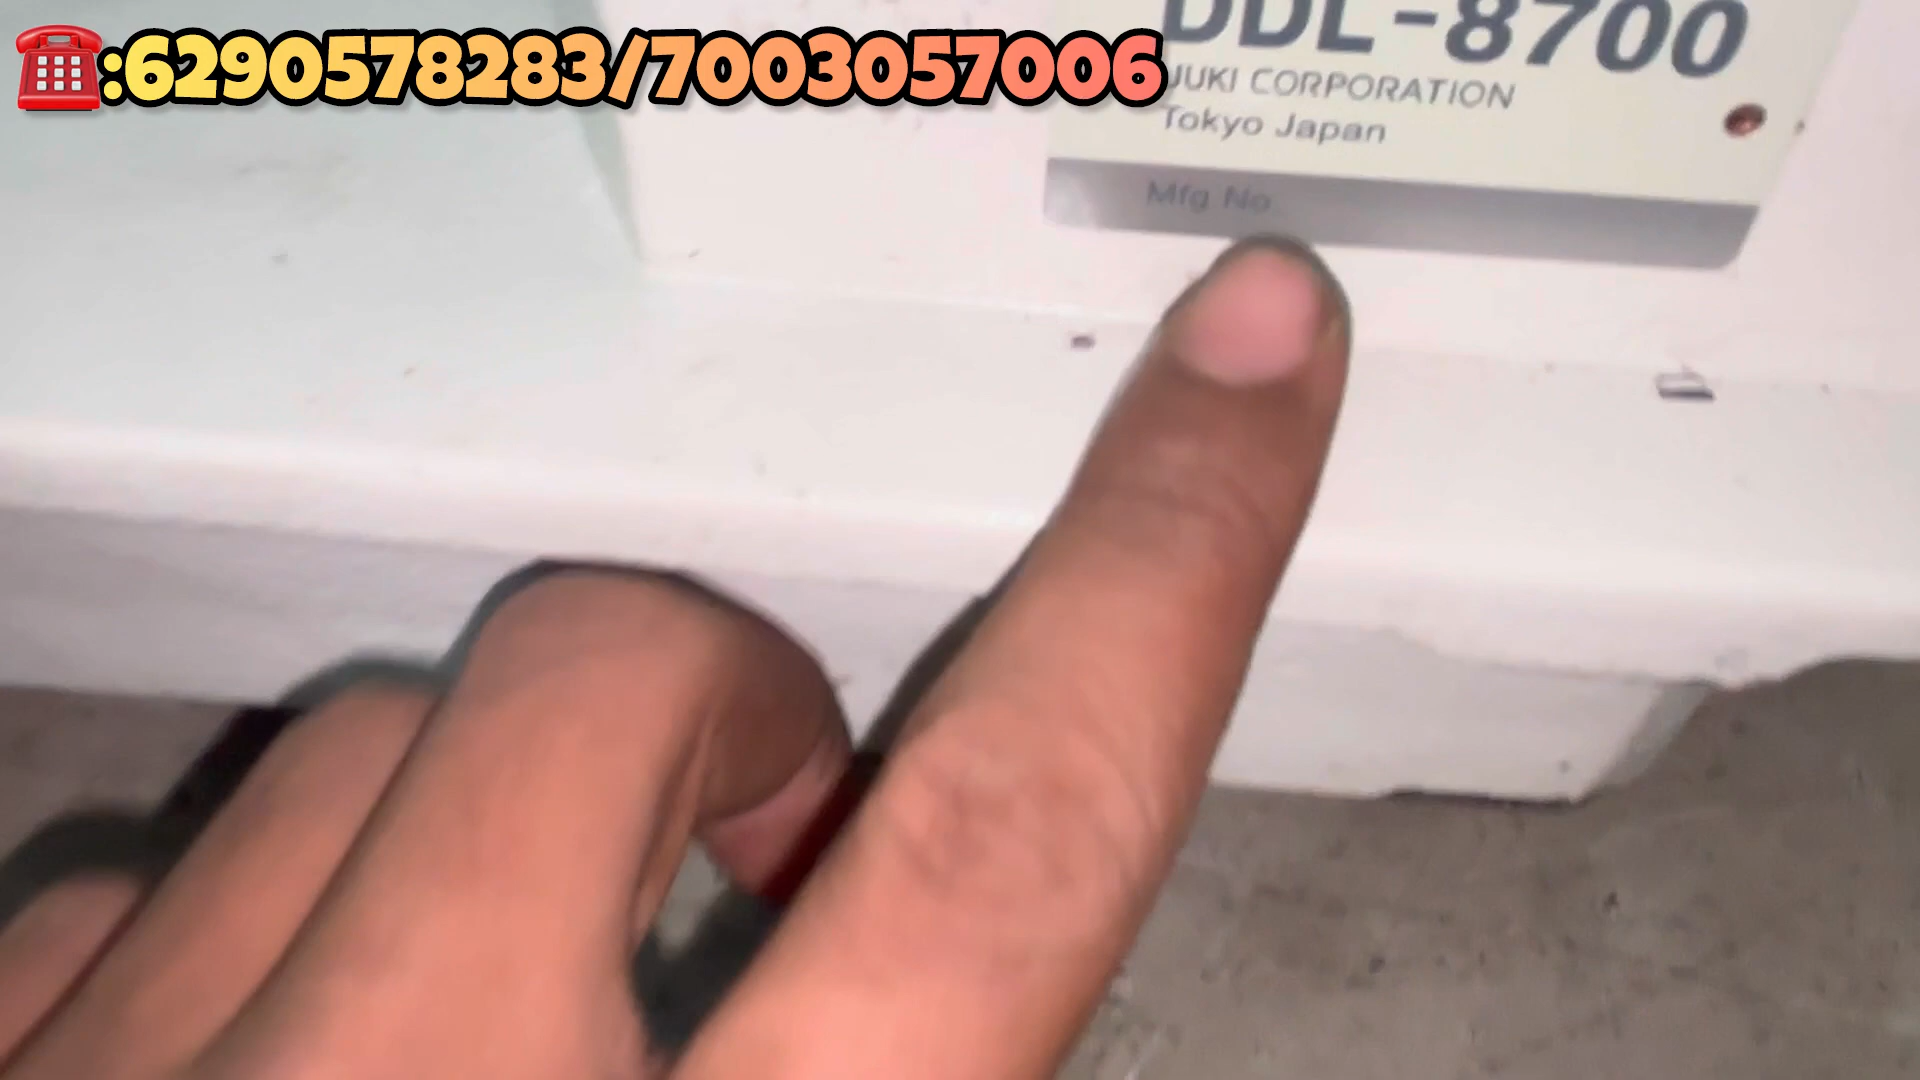 ☎️:6290578283/7003057006
DDL-8700
JUKI CORPORATION
Tokyo Japan
Mfg No